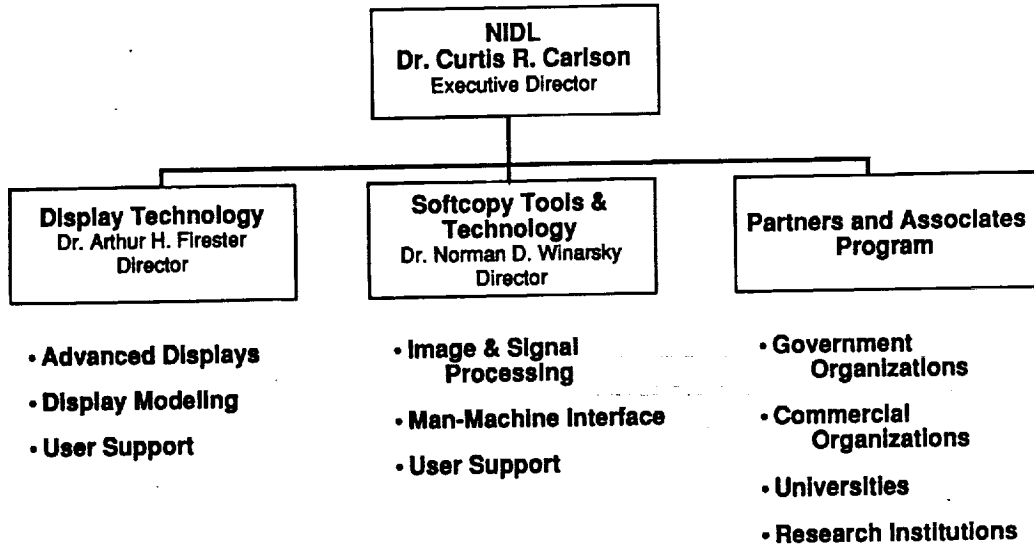 NIDL
Dr. Curtis R. Carlson
Executive Director
Display Technology
Dr. Arthur H. Firester
Director
Softcopy Tools &
Technology
Dr. Norman D. Winarsky
Director
Partners and Associates
Program
• Advanced Displays
• Display Modeling
• User Support
• Image & Signal
Processing
• Man-Machine Interface
• User Support
• Government
Organizations
• Commercial
Organizations
• Universities
• Research Institutions